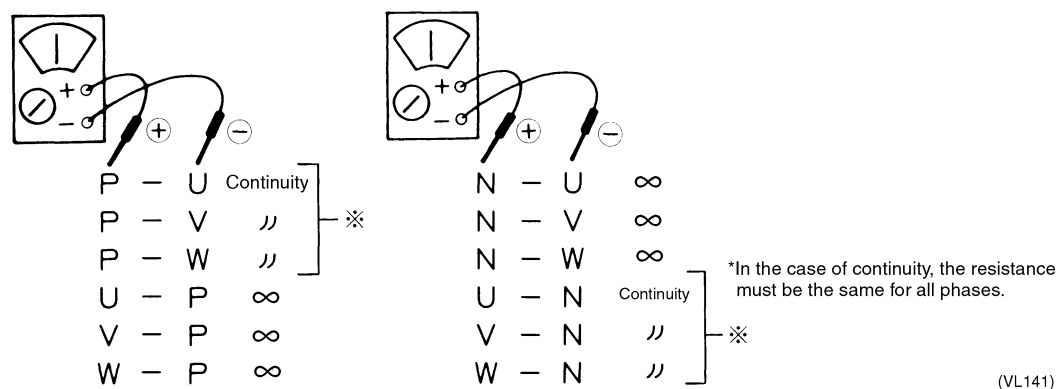 +
−
⊕ ⊖
P – U Continuity
P – V 〃
P – W 〃
※
U – P ∞
V – P ∞
W – P ∞
+
−
⊕ ⊖
N – U ∞
N – V ∞
N – W ∞
U – N Continuity
V – N 〃
W – N 〃
※
*In the case of continuity, the resistance
must be the same for all phases.
(VL141)